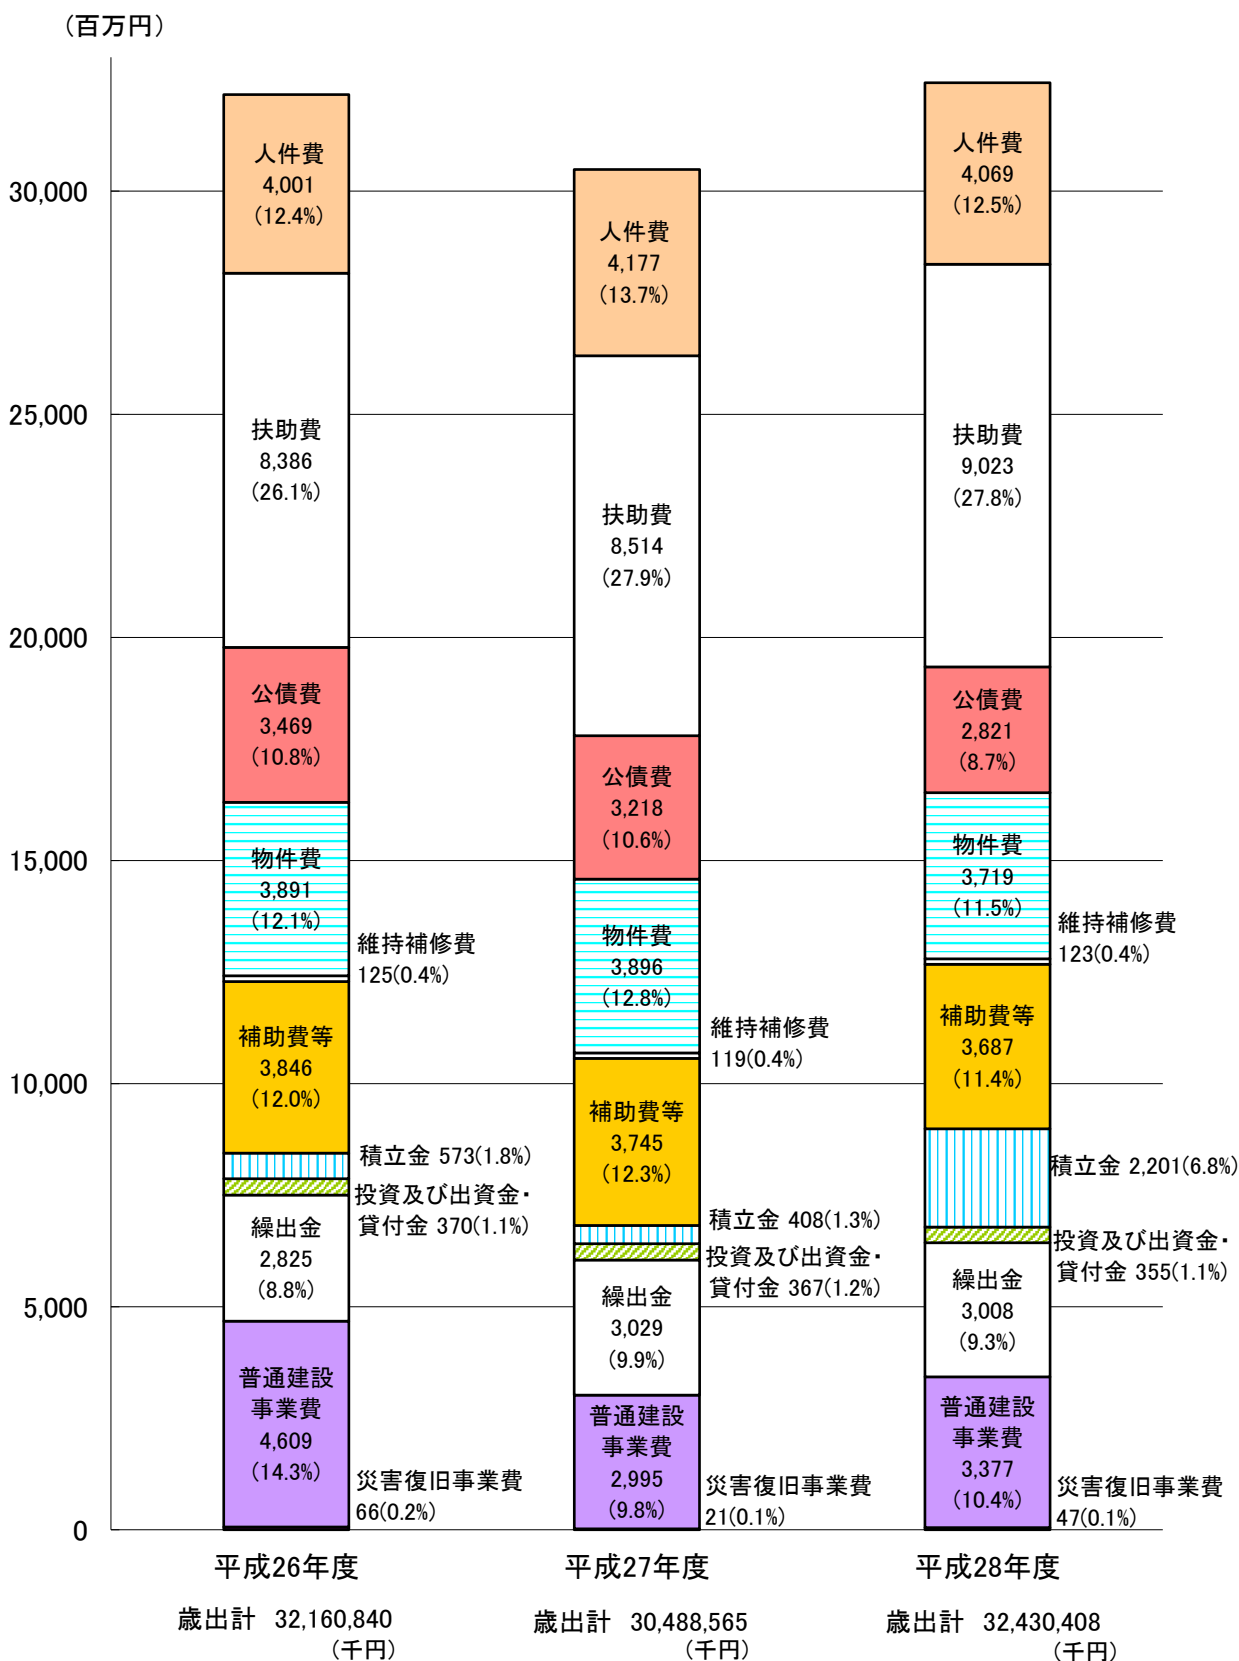 (百万円)
30,000
25,000
20,000
15,000
10,000
5,000
0
人件費
4,001
(12.4%)
扶助費
8,386
(26.1%)
公債費
3,469
(10.8%)
物件費
3,891
(12.1%)
維持補修費
125(0.4%)
補助費等
3,846
(12.0%)
積立金 573(1.8%)
投資及び出資金・
貸付金 370(1.1%)
繰出金
2,825
(8.8%)
普通建設
事業費
4,609
(14.3%)
災害復旧事業費
66(0.2%)
平成26年度
歳出計 32,160,840
(千円)
人件費
4,177
(13.7%)
扶助費
8,514
(27.9%)
公債費
3,218
(10.6%)
物件費
3,896
(12.8%)
維持補修費
119(0.4%)
補助費等
3,745
(12.3%)
積立金 408(1.3%)
投資及び出資金・
貸付金 367(1.2%)
繰出金
3,029
(9.9%)
普通建設
事業費
2,995
(9.8%)
災害復旧事業費
21(0.1%)
平成27年度
歳出計 30,488,565
(千円)
人件費
4,069
(12.5%)
扶助費
9,023
(27.8%)
公債費
2,821
(8.7%)
物件費
3,719
(11.5%)
維持補修費
123(0.4%)
補助費等
3,687
(11.4%)
積立金 2,201(6.8%)
投資及び出資金・
貸付金 355(1.1%)
繰出金
3,008
(9.3%)
普通建設
事業費
3,377
(10.4%)
災害復旧事業費
47(0.1%)
平成28年度
歳出計 32,430,408
(千円)